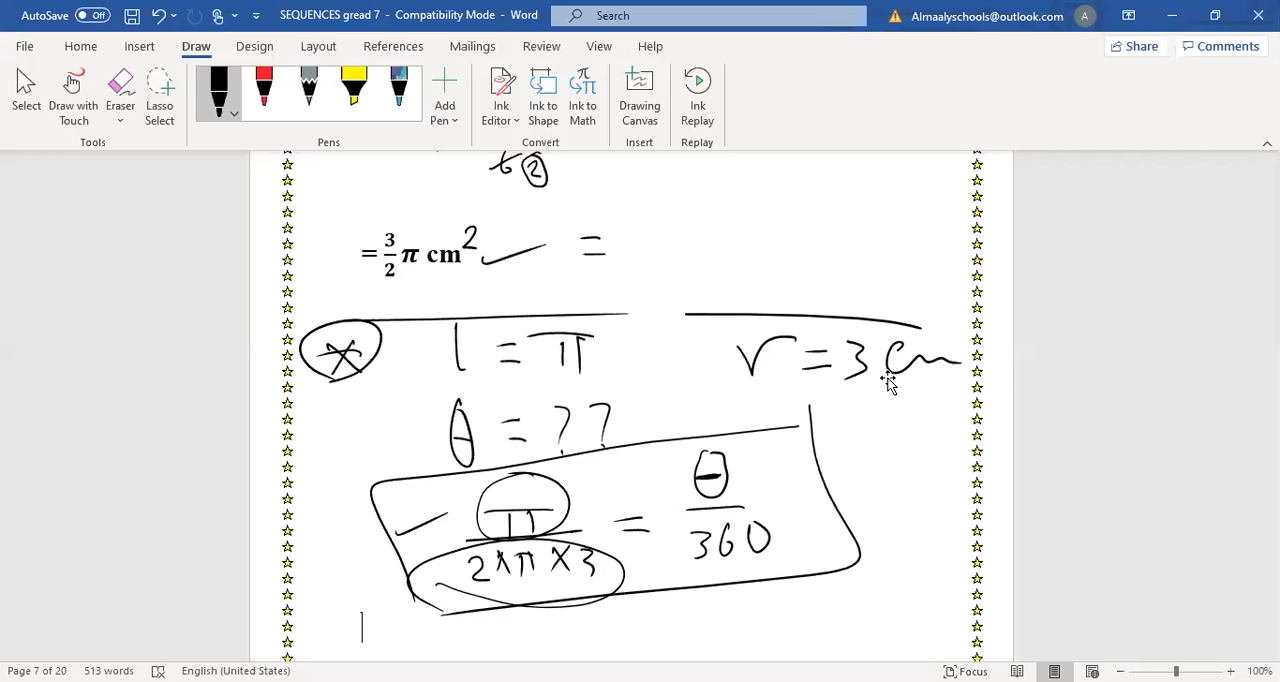 AutoSave Off SEQUENCES gread 7 - Compatibility Mode - Word Search Almaalyschools@outlook.com A
File Home Insert Draw Design Layout References Mailings Review View Help Share Comments
Select Draw with Touch Eraser Lasso Select Add Pen Ink Editor Ink to Shape Ink to Math Drawing Canvas Ink Replay
Tools Pens Convert Insert Replay
6 2
= 3/2 π cm² ✓ =
l = π r = 3 cm
θ = ??
π / 2×π×3 = θ / 360
Page 7 of 20 513 words English (United States) Focus 100%